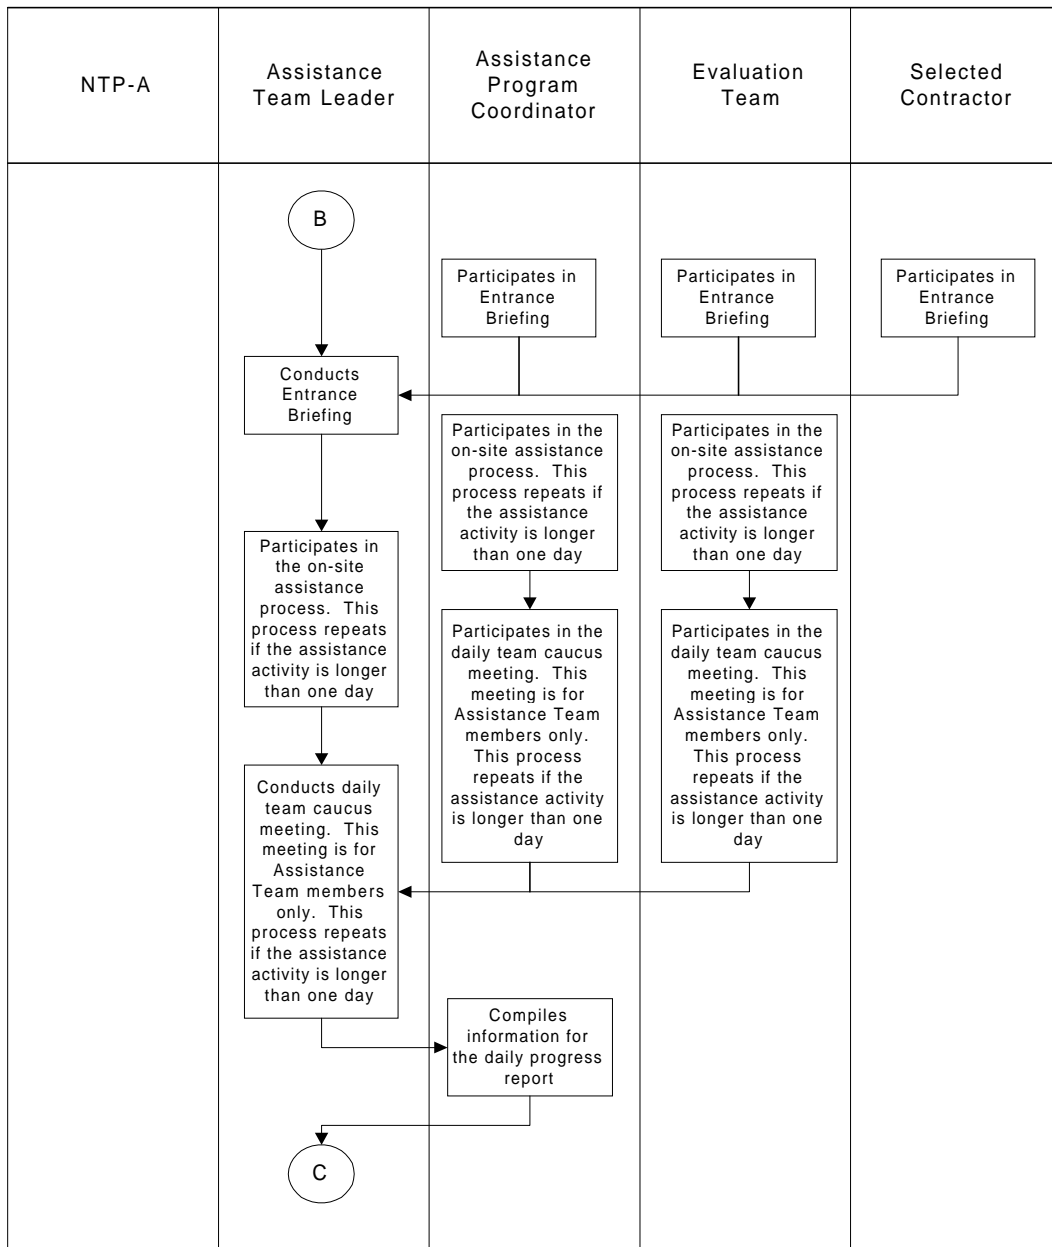 NTP-A
Assistance
Team Leader
Assistance
Program
Coordinator
Evaluation
Team
Selected
Contractor
B
Participates in
Entrance
Briefing
Participates in
Entrance
Briefing
Participates in
Entrance
Briefing
Conducts
Entrance
Briefing
Participates in the
on-site assistance
process.  This
process repeats if
the assistance
activity is longer
than one day
Participates in the
on-site assistance
process.  This
process repeats if
the assistance
activity is longer
than one day
Participates in
the on-site
assistance
process.  This
process repeats
if the assistance
activity is longer
than one day
Participates in the
daily team caucus
meeting.  This
meeting is for
Assistance Team
members only.
This process
repeats if the
assistance activity
is longer than one
day
Participates in the
daily team caucus
meeting.  This
meeting is for
Assistance Team
members only.
This process
repeats if the
assistance activity
is longer than one
day
Conducts daily
team caucus
meeting.  This
meeting is for
Assistance
Team members
only.  This
process repeats
if the assistance
activity is longer
than one day
Compiles
information for
the daily progress
report
C